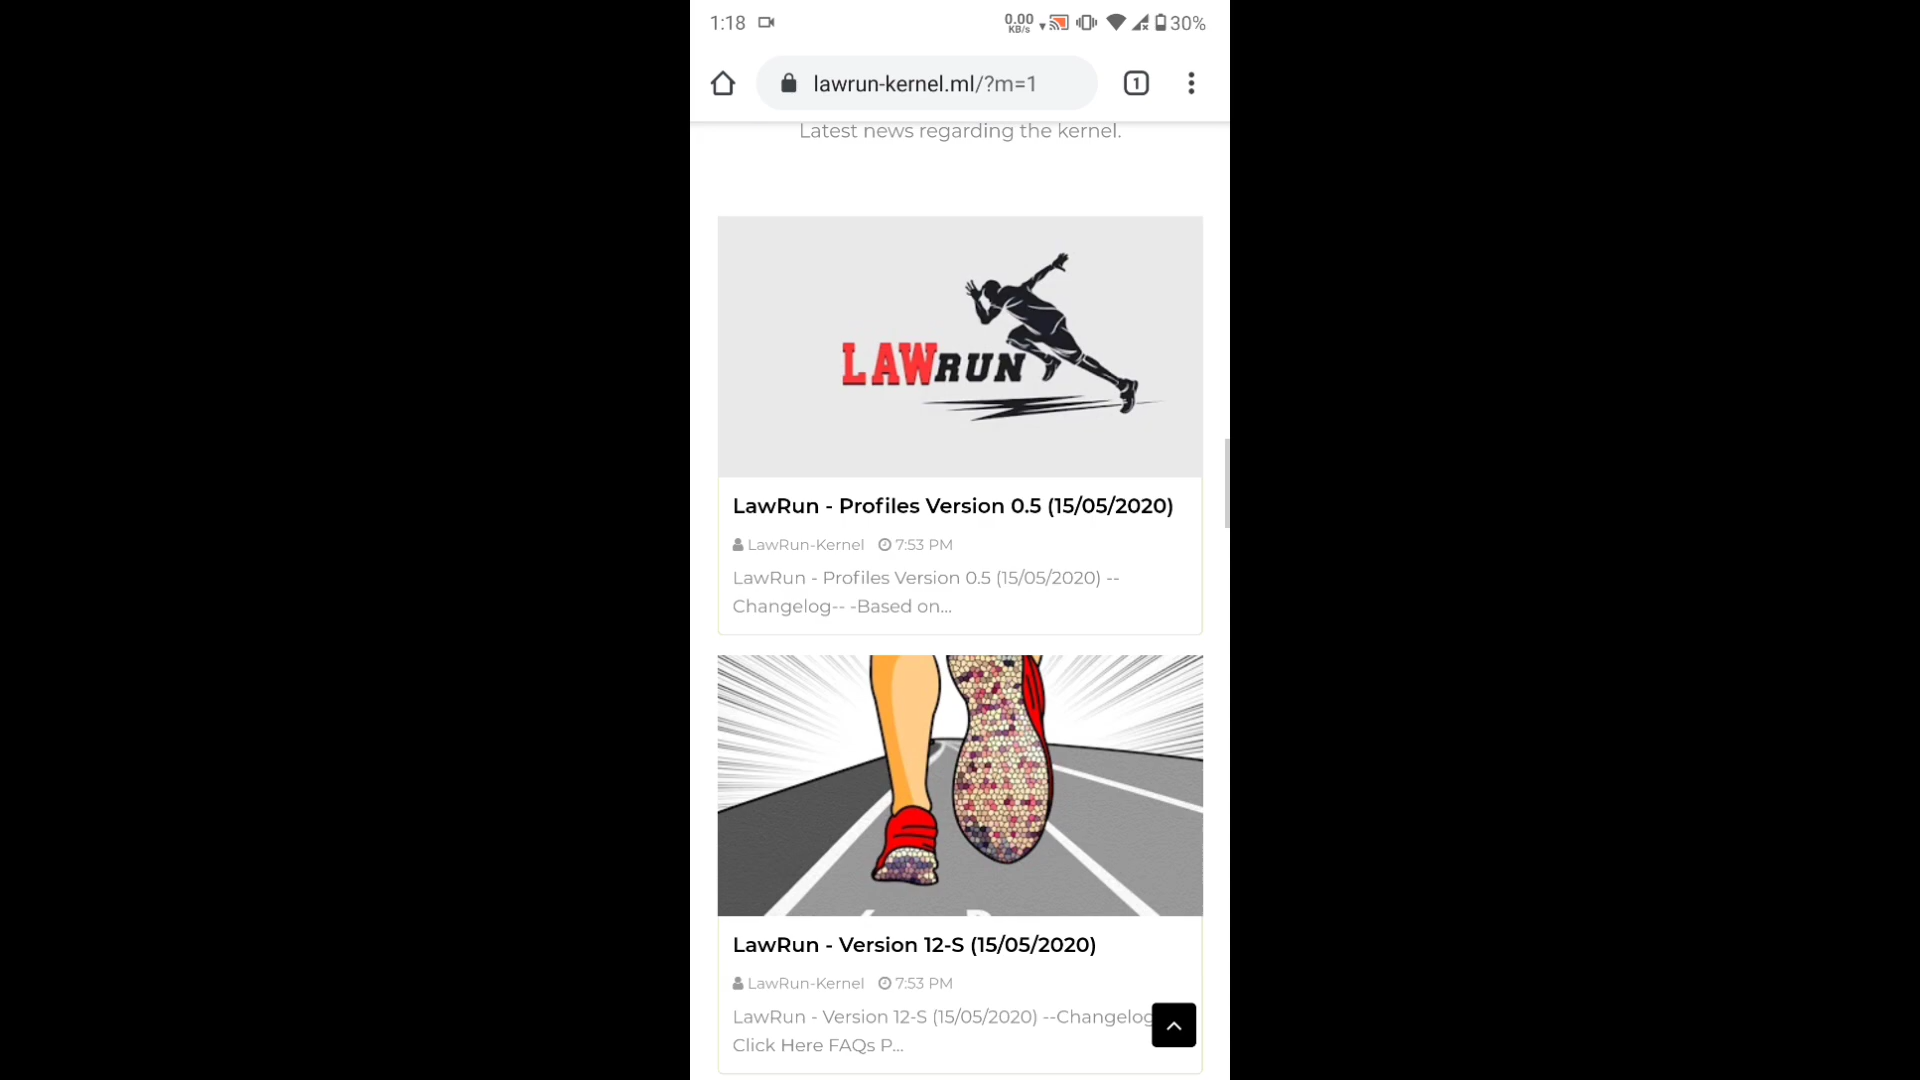 1:18 0.00 KB/s 30%
lawrun-kernel.ml/?m=1 1
Latest news regarding the kernel.
LAWRUN
LawRun - Profiles Version 0.5 (15/05/2020)
LawRun-Kernel 7:53 PM
LawRun - Profiles Version 0.5 (15/05/2020) --
Changelog-- -Based on...
LawRun - Version 12-S (15/05/2020)
LawRun-Kernel 7:53 PM
LawRun - Version 12-S (15/05/2020) --Changelog
Click Here FAQs P...